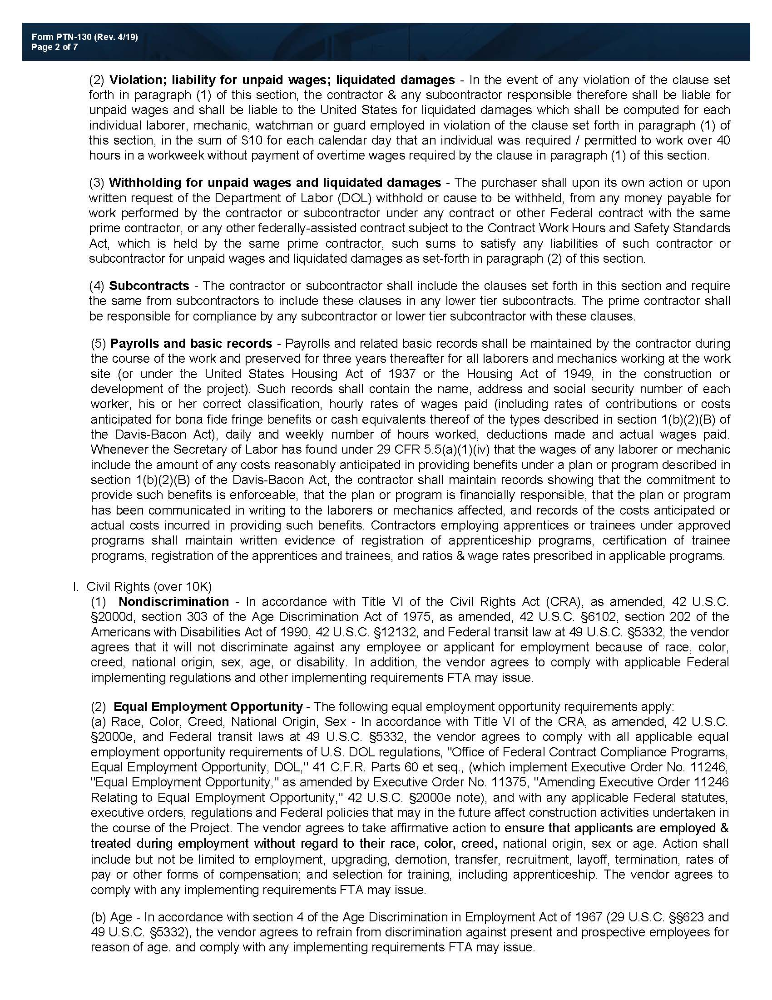 Form PTN-130 (Rev. 4/19)
Page 2 of 7
(2) Violation; liability for unpaid wages; liquidated damages - In the event of any violation of the clause set
forth in paragraph (1) of this section, the contractor & any subcontractor responsible therefore shall be liable for
unpaid wages and shall be liable to the United States for liquidated damages which shall be computed for each
individual laborer, mechanic, watchman or guard employed in violation of the clause set forth in paragraph (1) of
this section, in the sum of $10 for each calendar day that an individual was required / permitted to work over 40
hours in a workweek without payment of overtime wages required by the clause in paragraph (1) of this section.
(3) Withholding for unpaid wages and liquidated damages - The purchaser shall upon its own action or upon
written request of the Department of Labor (DOL) withhold or cause to be withheld, from any money payable for
work performed by the contractor or subcontractor under any contract or other Federal contract with the same
prime contractor, or any other federally-assisted contract subject to the Contract Work Hours and Safety Standards
Act, which is held by the same prime contractor, such sums to satisfy any liabilities of such contractor or
subcontractor for unpaid wages and liquidated damages as set-forth in paragraph (2) of this section.
(4) Subcontracts - The contractor or subcontractor shall include the clauses set forth in this section and require
the same from subcontractors to include these clauses in any lower tier subcontracts. The prime contractor shall
be responsible for compliance by any subcontractor or lower tier subcontractor with these clauses.
(5) Payrolls and basic records - Payrolls and related basic records shall be maintained by the contractor during
the course of the work and preserved for three years thereafter for all laborers and mechanics working at the work
site (or under the United States Housing Act of 1937 or the Housing Act of 1949, in the construction or
development of the project). Such records shall contain the name, address and social security number of each
worker, his or her correct classification, hourly rates of wages paid (including rates of contributions or costs
anticipated for bona fide fringe benefits or cash equivalents thereof of the types described in section 1(b)(2)(B) of
the Davis-Bacon Act), daily and weekly number of hours worked, deductions made and actual wages paid.
Whenever the Secretary of Labor has found under 29 CFR 5.5(a)(1)(iv) that the wages of any laborer or mechanic
include the amount of any costs reasonably anticipated in providing benefits under a plan or program described in
section 1(b)(2)(B) of the Davis-Bacon Act, the contractor shall maintain records showing that the commitment to
provide such benefits is enforceable, that the plan or program is financially responsible, that the plan or program
has been communicated in writing to the laborers or mechanics affected, and records of the costs anticipated or
actual costs incurred in providing such benefits. Contractors employing apprentices or trainees under approved
programs shall maintain written evidence of registration of apprenticeship programs, certification of trainee
programs, registration of the apprentices and trainees, and ratios & wage rates prescribed in applicable programs.
I. Civil Rights (over 10K)
(1) Nondiscrimination - In accordance with Title VI of the Civil Rights Act (CRA), as amended, 42 U.S.C.
§2000d, section 303 of the Age Discrimination Act of 1975, as amended, 42 U.S.C. §6102, section 202 of the
Americans with Disabilities Act of 1990, 42 U.S.C. §12132, and Federal transit law at 49 U.S.C. §5332, the vendor
agrees that it will not discriminate against any employee or applicant for employment because of race, color,
creed, national origin, sex, age, or disability. In addition, the vendor agrees to comply with applicable Federal
implementing regulations and other implementing requirements FTA may issue.
(2) Equal Employment Opportunity - The following equal employment opportunity requirements apply:
(a) Race, Color, Creed, National Origin, Sex - In accordance with Title VI of the CRA, as amended, 42 U.S.C.
§2000e, and Federal transit laws at 49 U.S.C. §5332, the vendor agrees to comply with all applicable equal
employment opportunity requirements of U.S. DOL regulations, "Office of Federal Contract Compliance Programs,
Equal Employment Opportunity, DOL," 41 C.F.R. Parts 60 et seq., (which implement Executive Order No. 11246,
"Equal Employment Opportunity," as amended by Executive Order No. 11375, "Amending Executive Order 11246
Relating to Equal Employment Opportunity," 42 U.S.C. §2000e note), and with any applicable Federal statutes,
executive orders, regulations and Federal policies that may in the future affect construction activities undertaken in
the course of the Project. The vendor agrees to take affirmative action to ensure that applicants are employed &
treated during employment without regard to their race, color, creed, national origin, sex or age. Action shall
include but not be limited to employment, upgrading, demotion, transfer, recruitment, layoff, termination, rates of
pay or other forms of compensation; and selection for training, including apprenticeship. The vendor agrees to
comply with any implementing requirements FTA may issue.
(b) Age - In accordance with section 4 of the Age Discrimination in Employment Act of 1967 (29 U.S.C. §§623 and
49 U.S.C. §5332), the vendor agrees to refrain from discrimination against present and prospective employees for
reason of age. and comply with any implementing requirements FTA may issue.